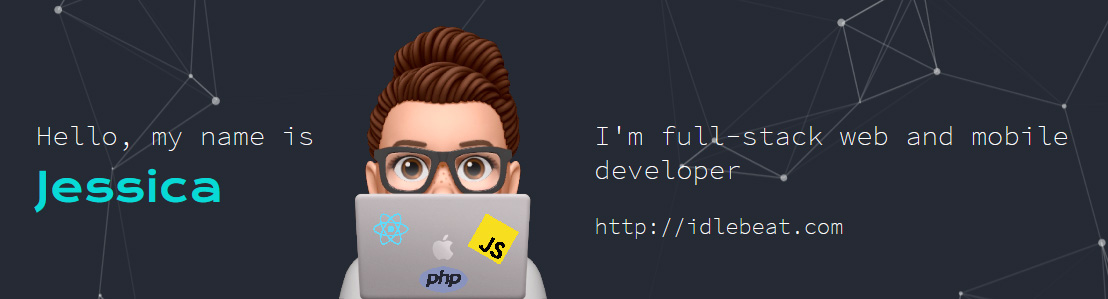 Hello, my name is
Jessica
I'm full-stack web and mobile
developer
http://idlebeat.com
JS
php